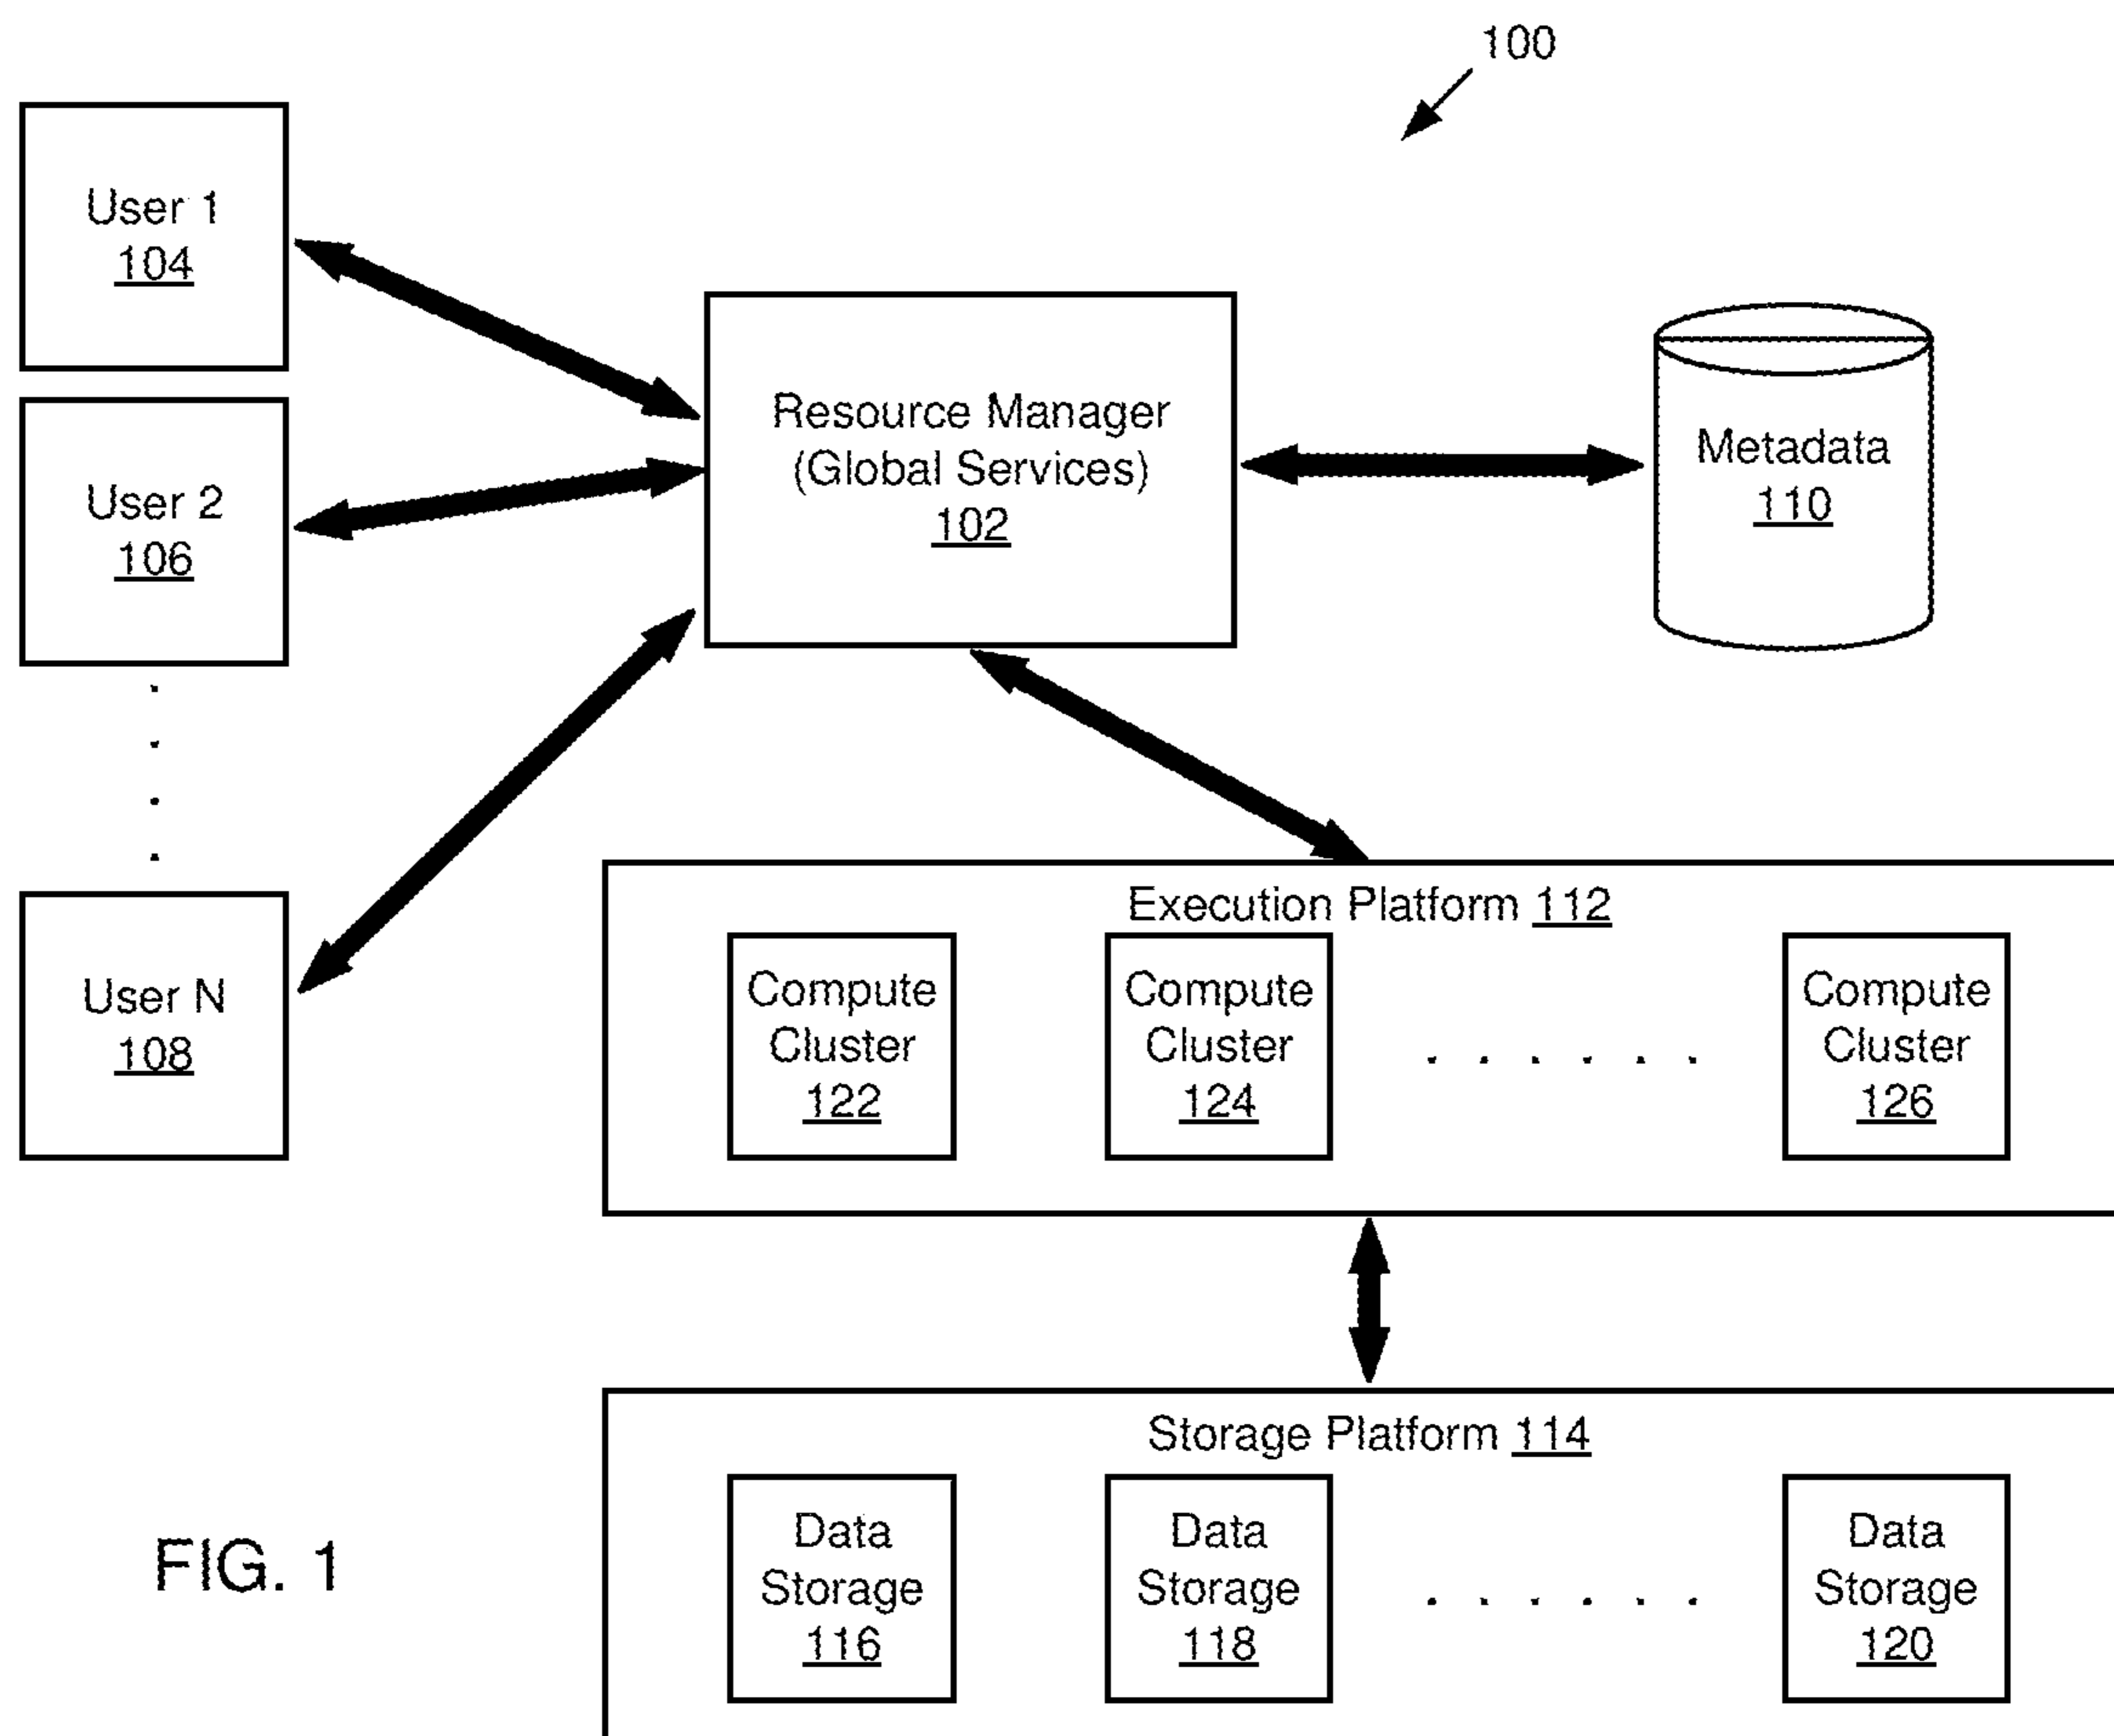 100
User 1
104
Resource Manager
(Global Services)
102
Metadata
110
User 2
106
User N
108
Execution Platform 112
Compute
Cluster
122
Compute
Cluster
124
. . . . . .
Compute
Cluster
126
Storage Platform 114
Data
Storage
116
Data
Storage
118
. . . . . .
Data
Storage
120
FIG. 1